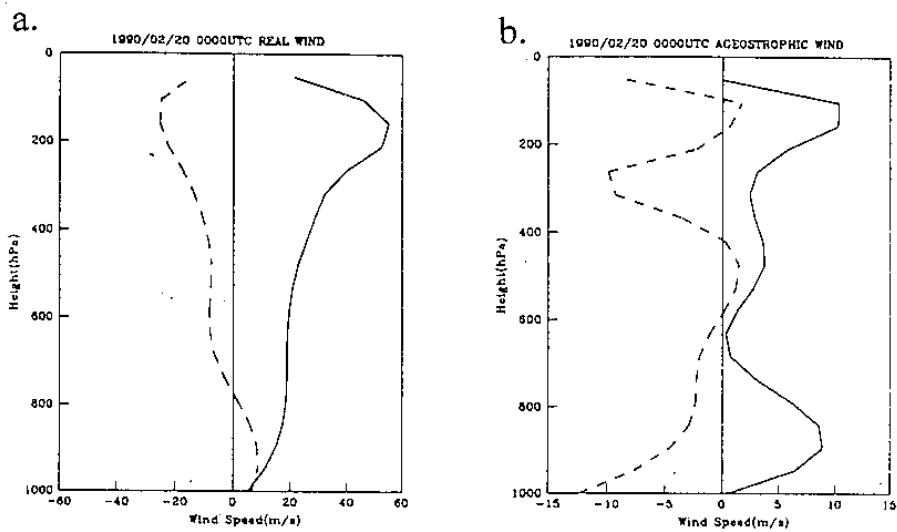 a.
1990/02/20 0000UTC REAL WIND
0
200
400
600
800
1000
Height(hPa)
-60 -40 -20 0 20 40 60
Wind Speed(m/s)
b.
1990/02/20 0000UTC AGEOSTROPHIC WIND
0
200
400
600
800
1000
Height(hPa)
-15 -10 -5 0 5 10 15
Wind Speed(m/s)